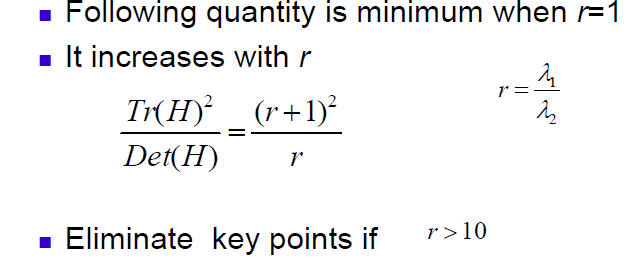 ▪ Following quantity is minimum when r=1
▪ It increases with r
r = λ₁/λ₂
Tr(H)²/Det(H) = (r+1)²/r
▪ Eliminate key points if r > 10